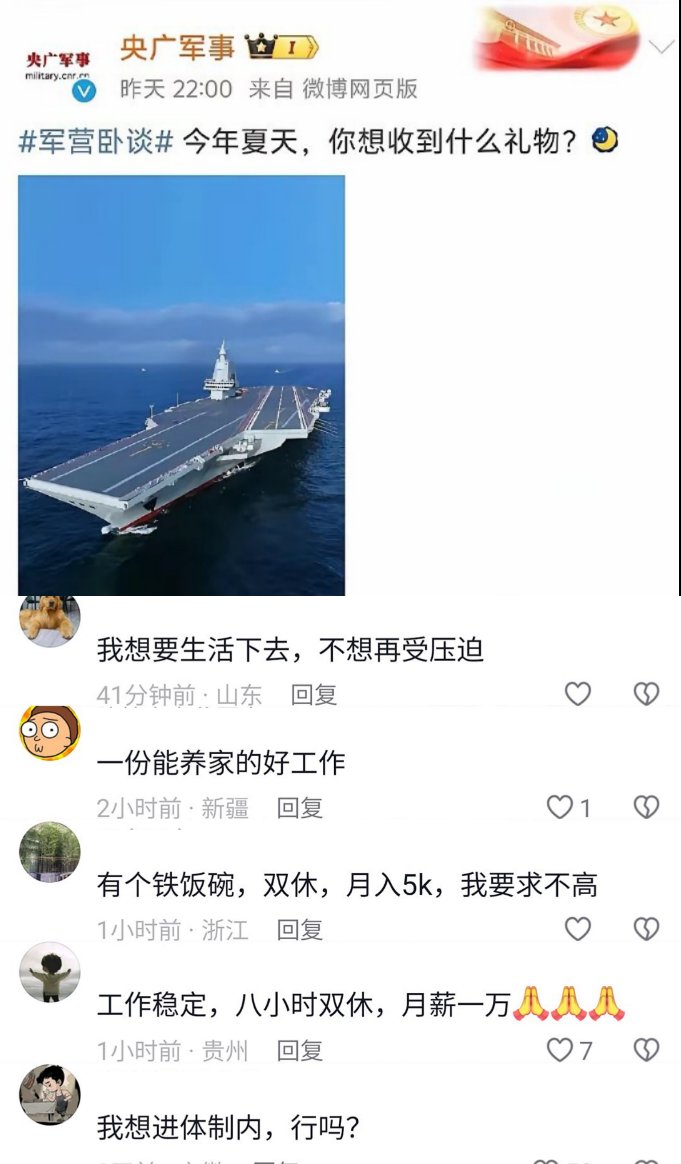 央广军事
military.cnr.cn
央广军事
I
昨天 22:00 来自 微博网页版
#军营卧谈# 今年夏天，你想收到什么礼物？
我想要生活下去，不想再受压迫
41分钟前 · 山东 回复
一份能养家的好工作
2小时前 · 新疆 回复 1
有个铁饭碗，双休，月入5k，我要求不高
1小时前 · 浙江 回复
工作稳定，八小时双休，月薪一万🙏🙏🙏
1小时前 · 贵州 回复 7
我想进体制内，行吗？